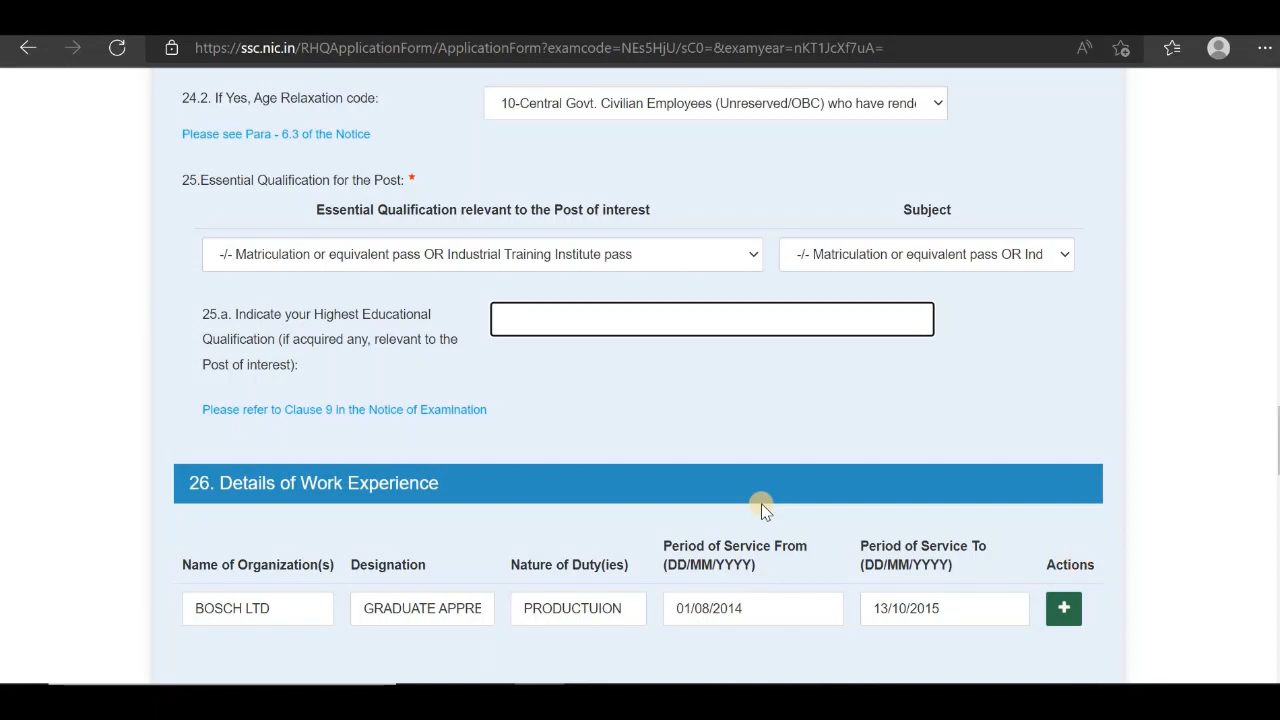 https://ssc.nic.in/RHQApplicationForm/ApplicationForm?examcode=NEs5HjU/sC0=&examyear=nKT1JcXf7uA=
24.2. If Yes, Age Relaxation code:
10-Central Govt. Civilian Employees (Unreserved/OBC) who have rend
Please see Para - 6.3 of the Notice
25.Essential Qualification for the Post: *
Essential Qualification relevant to the Post of interest
Subject
-/- Matriculation or equivalent pass OR Industrial Training Institute pass
-/- Matriculation or equivalent pass OR Ind
25.a. Indicate your Highest Educational
Qualification (if acquired any, relevant to the
Post of interest):
Please refer to Clause 9 in the Notice of Examination
26. Details of Work Experience
Name of Organization(s)
Designation
Nature of Duty(ies)
Period of Service From
(DD/MM/YYYY)
Period of Service To
(DD/MM/YYYY)
Actions
BOSCH LTD
GRADUATE APPRE
PRODUCTUION
01/08/2014
13/10/2015
+